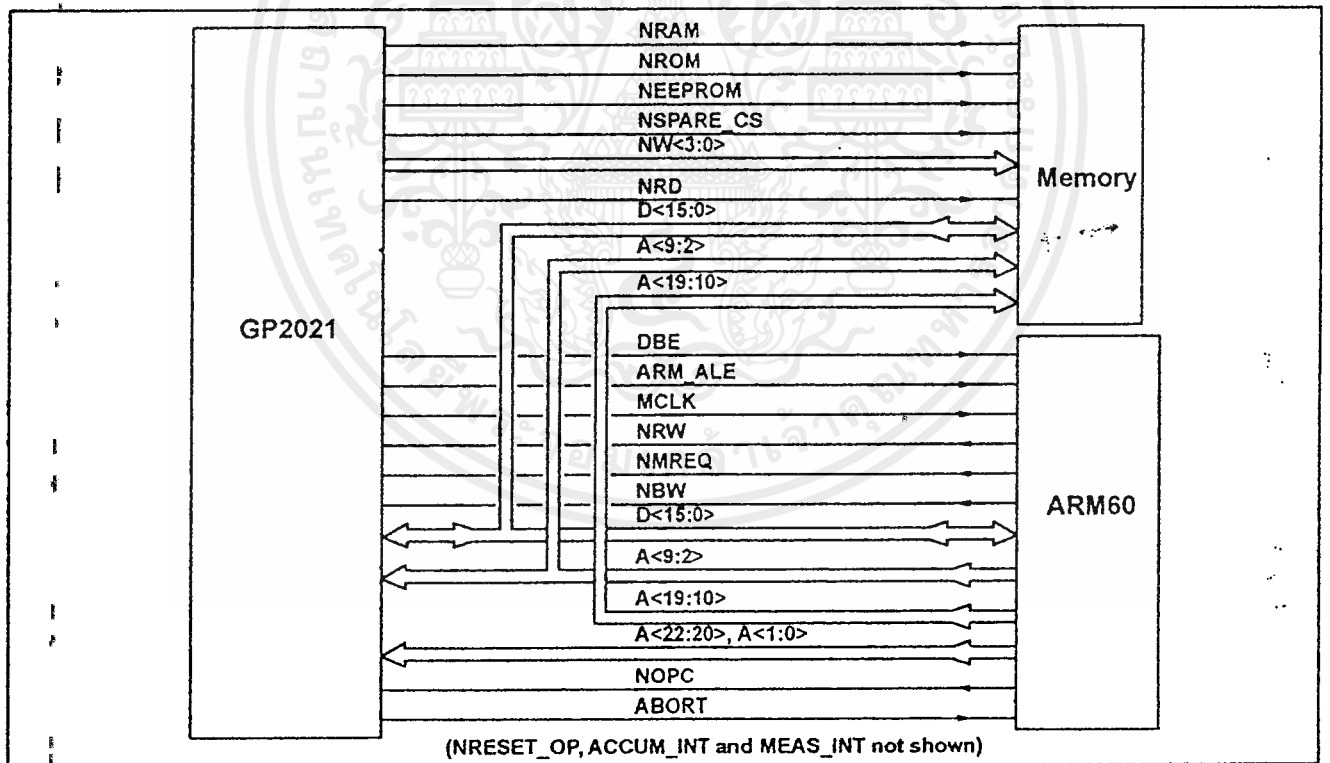 NRAM
NROM
NEEPROM
NSPARE_CS
NW<3:0>
NRD
D<15:0>
A<9:2>
A<19:10>
Memory
GP2021
DBE
ARM_ALE
MCLK
NRW
NMREQ
NBW
D<15:0>
A<9:2>
A<19:10>
A<22:20>, A<1:0>
NOPC
ABORT
ARM60
(NRESET_OP, ACCUM_INT and MEAS_INT not shown)